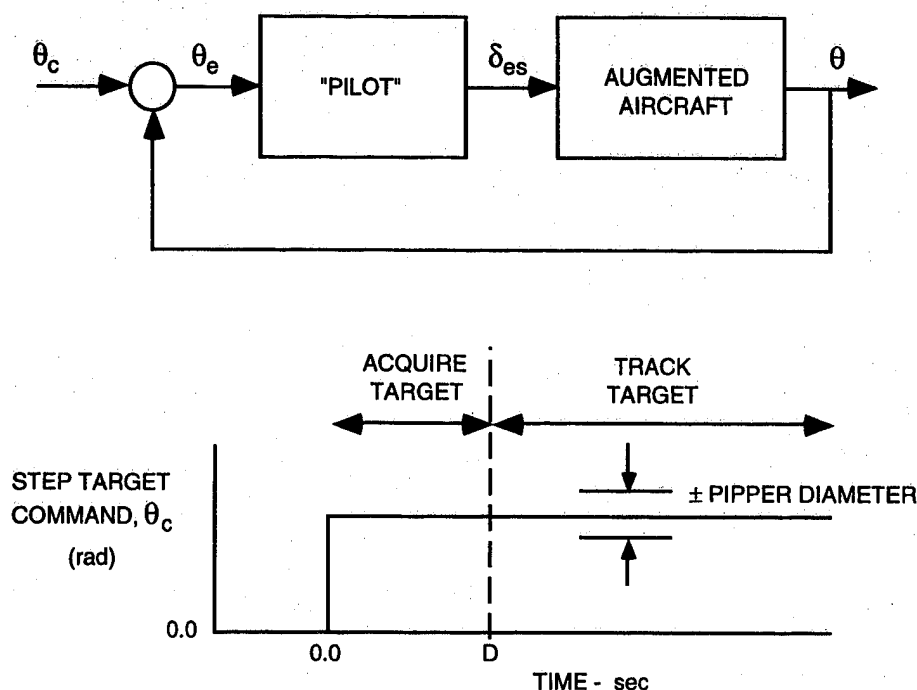 θc
θe
"PILOT"
δes
AUGMENTED
AIRCRAFT
θ
ACQUIRE
TARGET
TRACK
TARGET
STEP TARGET
COMMAND, θc
(rad)
± PIPPER DIAMETER
0.0
0.0
D
TIME - sec